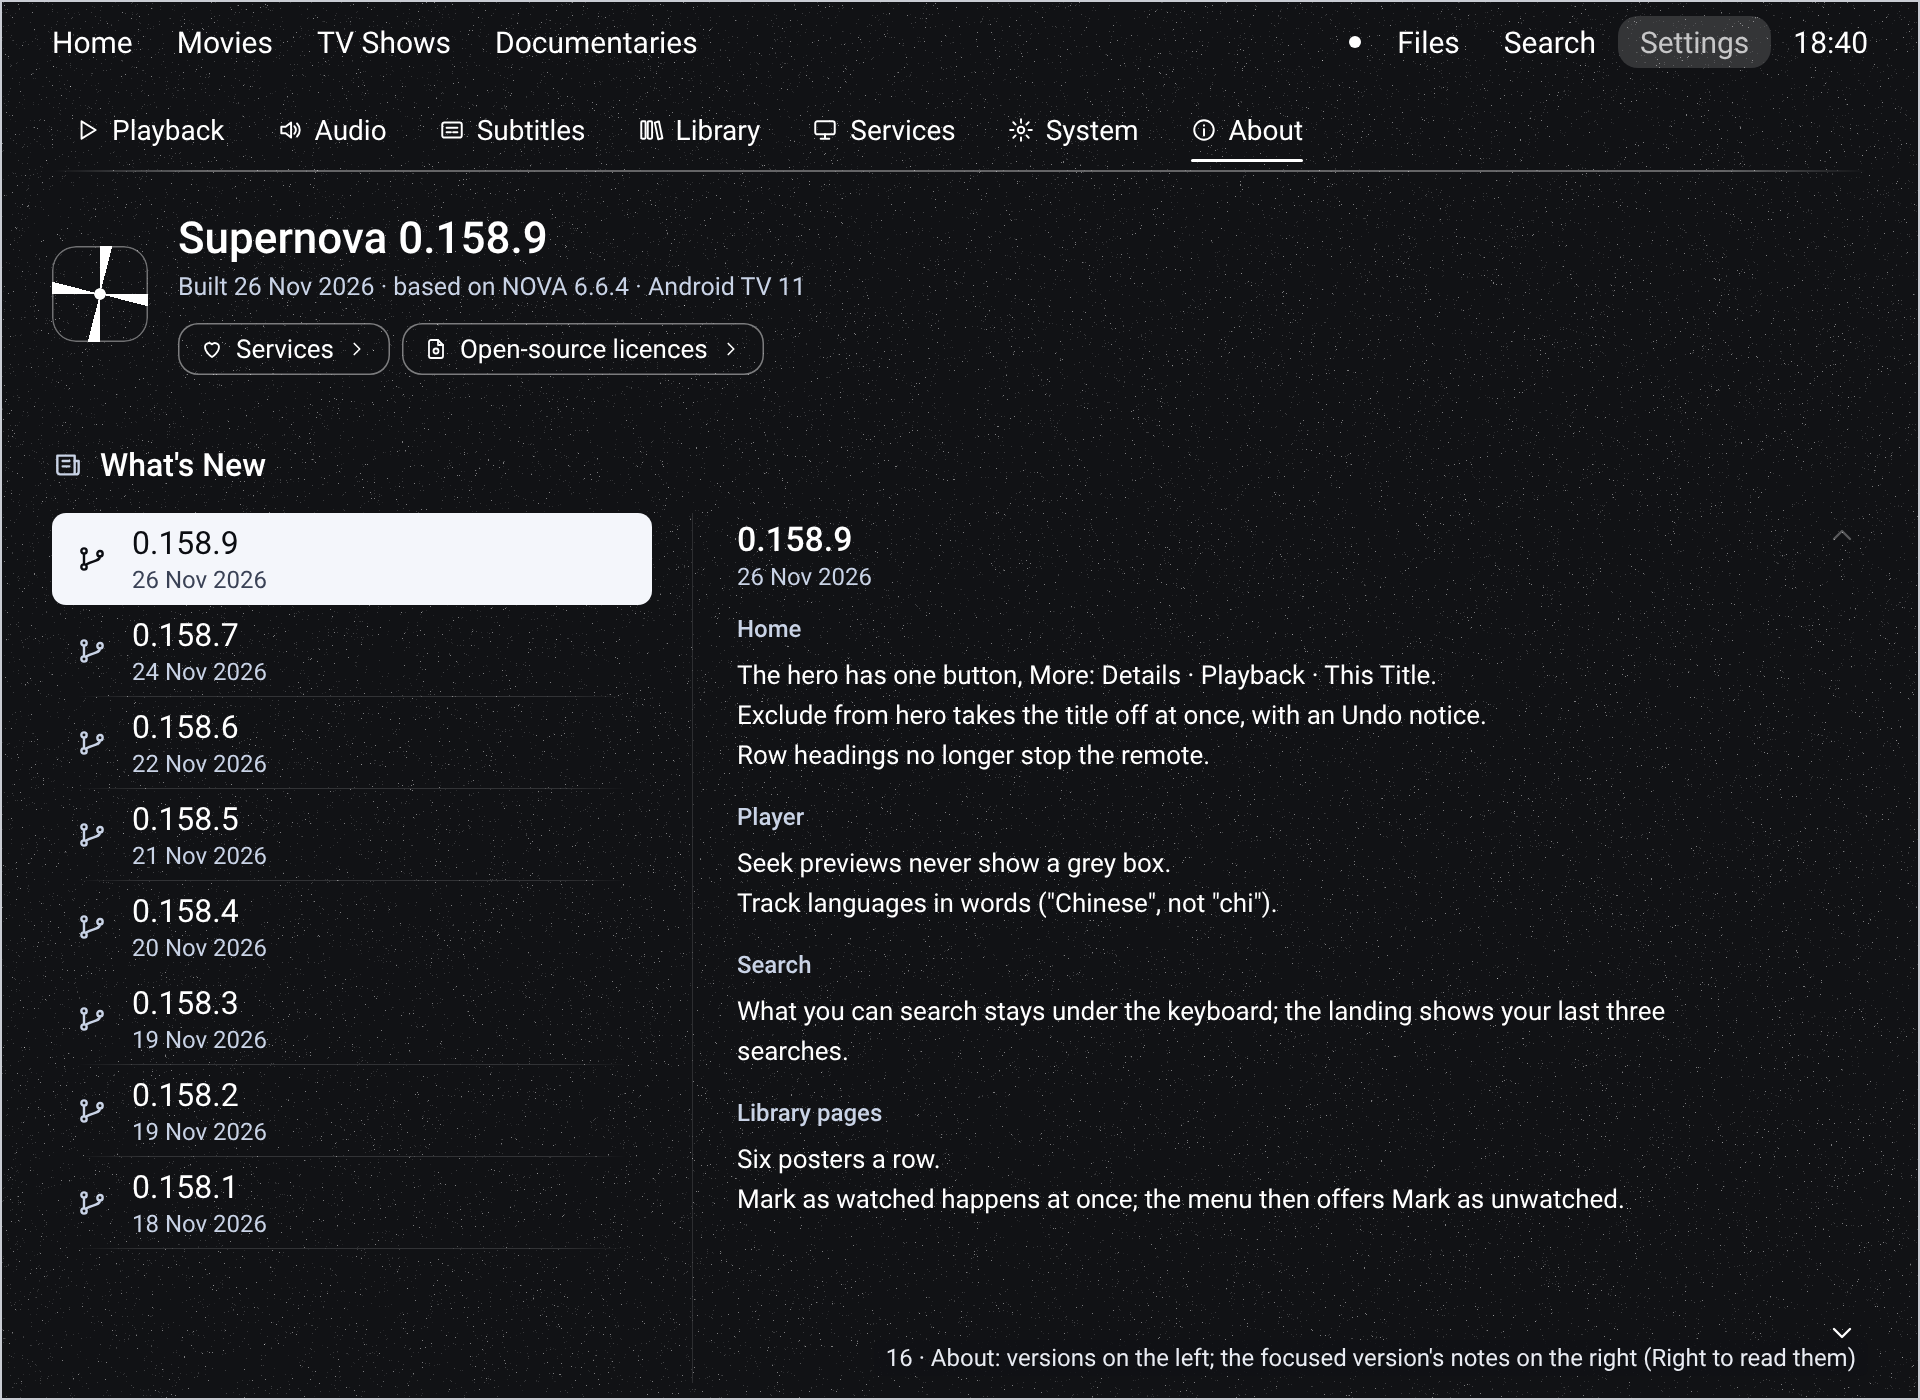 Home Movies TV Shows Documentaries Files Search Settings 18:40
Playback Audio Subtitles Library Services System About
Supernova 0.158.9
Built 26 Nov 2026 · based on NOVA 6.6.4 · Android TV 11
Services Open-source licences
What's New
0.158.9
26 Nov 2026
0.158.7
24 Nov 2026
0.158.6
22 Nov 2026
0.158.5
21 Nov 2026
0.158.4
20 Nov 2026
0.158.3
19 Nov 2026
0.158.2
19 Nov 2026
0.158.1
18 Nov 2026
0.158.9
26 Nov 2026
Home
The hero has one button, More: Details · Playback · This Title.
Exclude from hero takes the title off at once, with an Undo notice.
Row headings no longer stop the remote.
Player
Seek previews never show a grey box.
Track languages in words ("Chinese", not "chi").
Search
What you can search stays under the keyboard; the landing shows your last three
searches.
Library pages
Six posters a row.
Mark as watched happens at once; the menu then offers Mark as unwatched.
16 · About: versions on the left; the focused version's notes on the right (Right to read them)